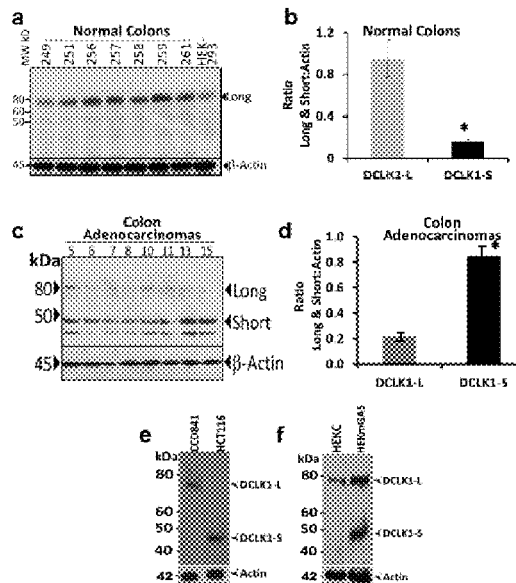 a
Normal Colons
MW kD
249
251
256
257
258
259
261
HEK-293
80
60
50
Long
45
β-Actin
b
Normal Colons
Ratio
Long & Short:Actin
1.2
0.8
0.4
0
*
DCLK1-L
DCLK1-S
c
Colon
Adenocarcinomas
kDa
5 6 7 8 10 11 13 15
80
Long
50
Short
45
β-Actin
d
Colon
Adenocarcinomas
Ratio
Long & Short:Actin
1.0
0.8
0.6
0.4
0.2
0.0
*
DCLK1-L
DCLK1-S
e
CCD841
HCT116
kDa
80
DCLK1-L
60
50
DCLK1-S
40
42
Actin
f
HEKC
HEKmGAS
kDa
80
DCLK1-L
60
50
DCLK1-S
40
42
Actin